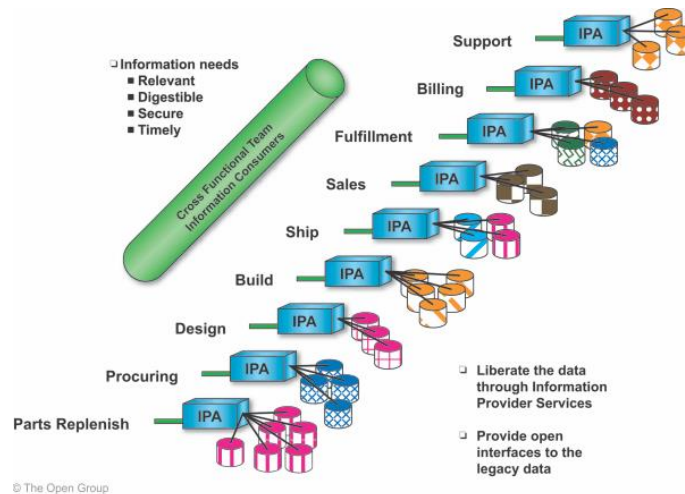 ❑ Information needs
■ Relevant
■ Digestible
■ Secure
■ Timely
Cross Functional Team
Information Consumers
Support
IPA
Billing
IPA
Fulfillment
IPA
Sales
IPA
Ship
IPA
Build
IPA
Design
IPA
Procuring
IPA
Parts Replenish
IPA
❑ Liberate the data
through Information
Provider Services
❑ Provide open
interfaces to the
legacy data
© The Open Group